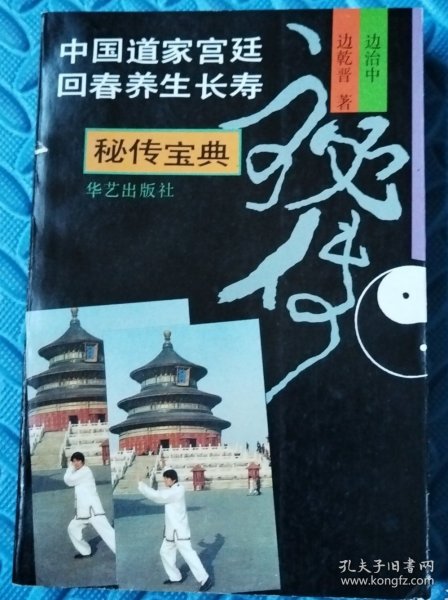 中国道家宫廷
回春养生长寿
秘传宝典
华艺出版社
秘传
边治中
边乾晋 著
孔夫子旧书网
www.kongfz.com